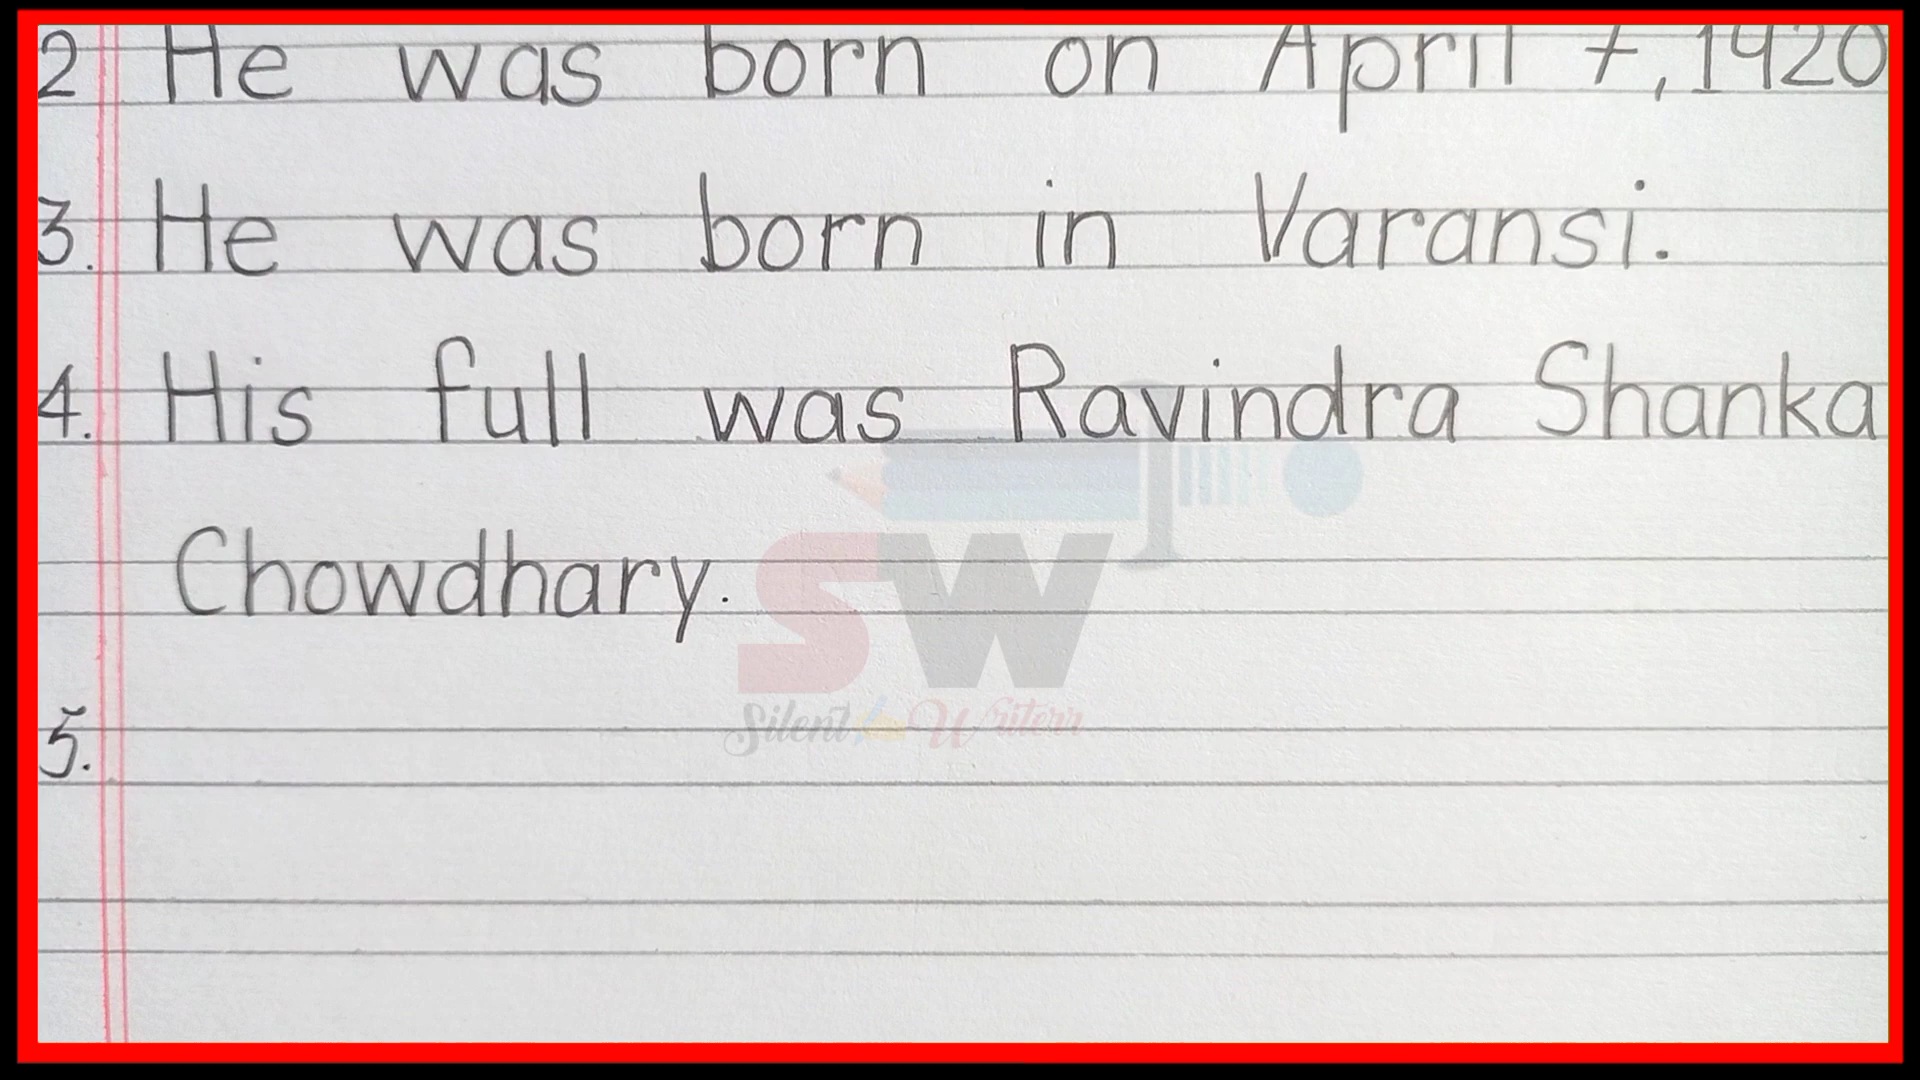 2 He was born on April 7, 1920
3. He was born in Varansi.
4. His full was Ravindra Shanka
Chowdhary.
SW
Silent Writerr
5.